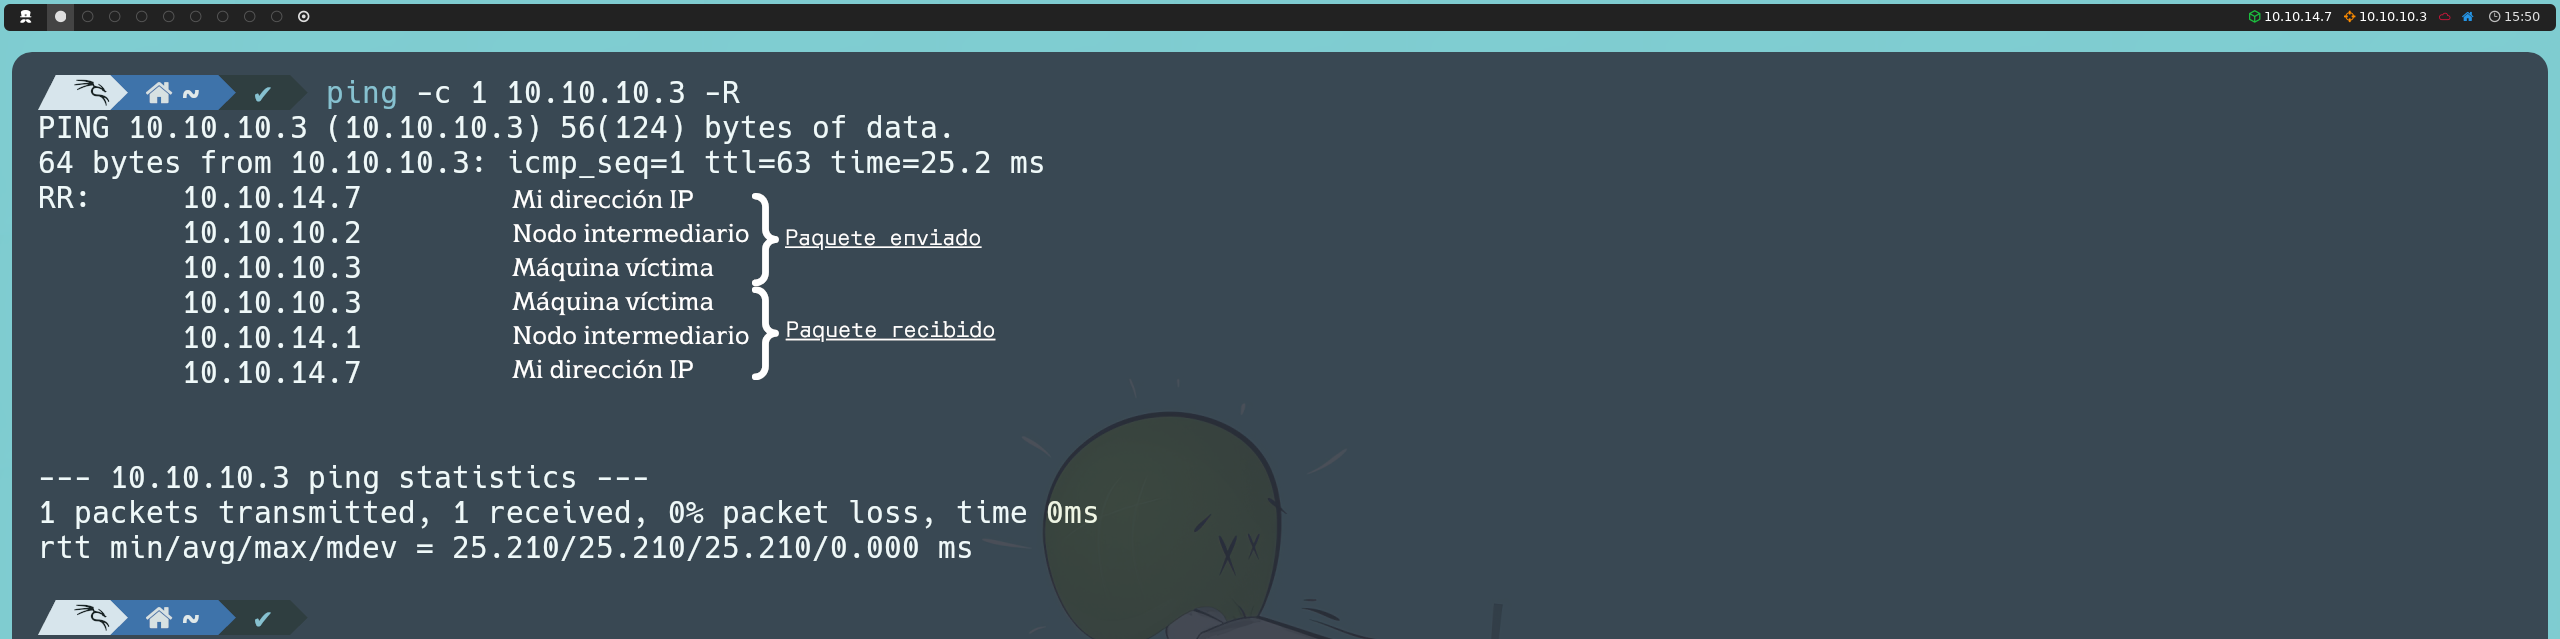 10.10.14.7 10.10.10.3 15:50
~ ✔ ping -c 1 10.10.10.3 -R
PING 10.10.10.3 (10.10.10.3) 56(124) bytes of data.
64 bytes from 10.10.10.3: icmp_seq=1 ttl=63 time=25.2 ms
RR: 10.10.14.7 Mi dirección IP
10.10.10.2 Nodo intermediario
Paquete enviado
10.10.10.3 Máquina víctima
10.10.10.3 Máquina víctima
Paquete recibido
10.10.14.1 Nodo intermediario
10.10.14.7 Mi dirección IP
--- 10.10.10.3 ping statistics ---
1 packets transmitted, 1 received, 0% packet loss, time 0ms
rtt min/avg/max/mdev = 25.210/25.210/25.210/0.000 ms
~ ✔